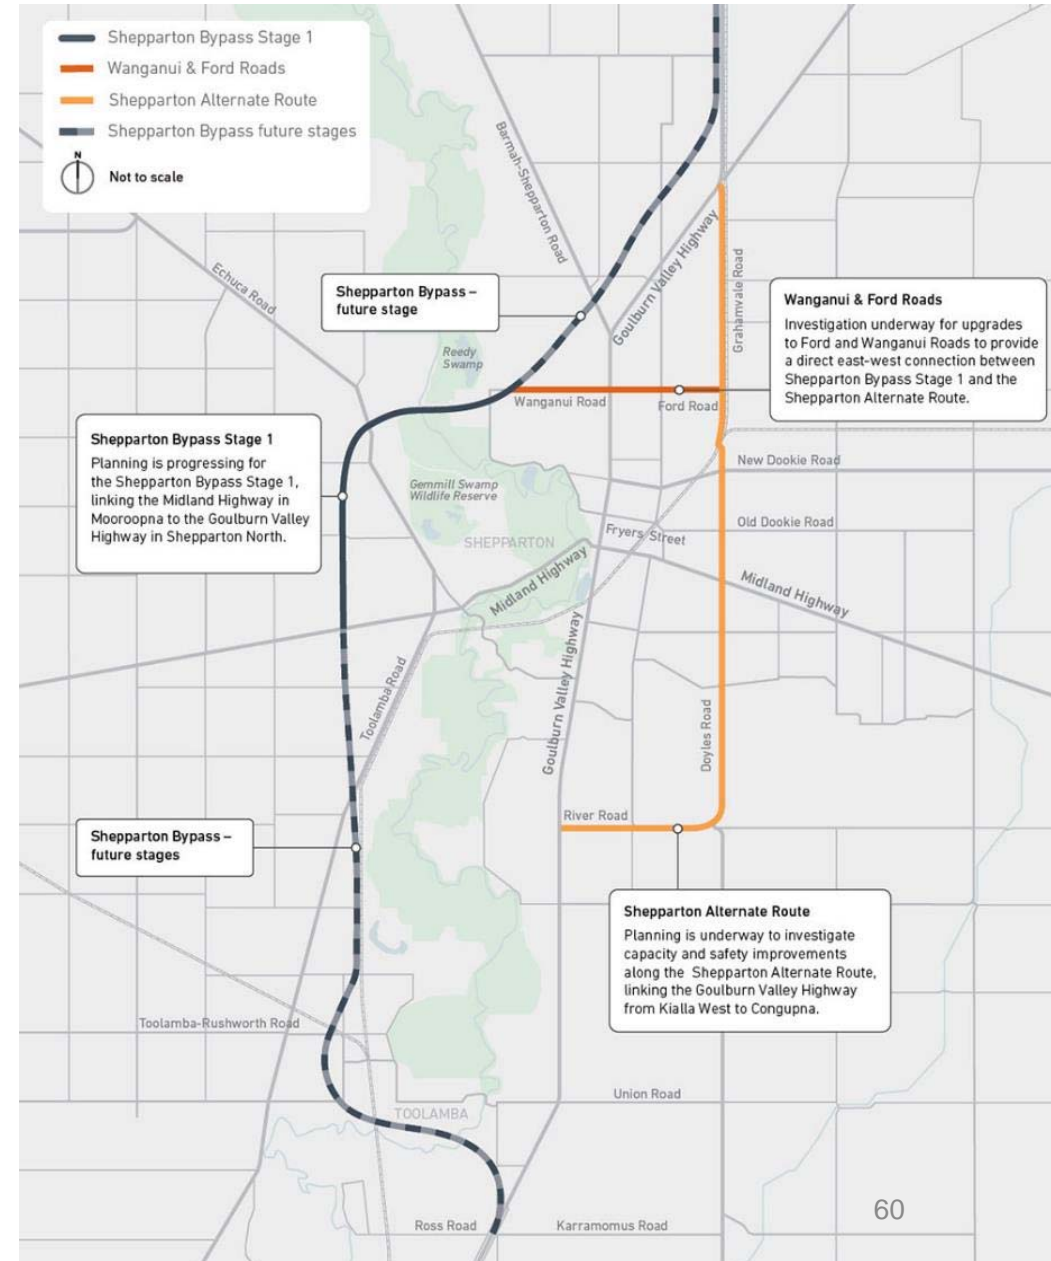 Shepparton Bypass Stage 1
Wanganui & Ford Roads
Shepparton Alternate Route
Shepparton Bypass future stages
N
Not to scale
Barmah-Shepparton Road
Echuca Road
Goulburn Valley Highway
Grahamvale Road
Shepparton Bypass –
future stage
Wanganui & Ford Roads
Investigation underway for upgrades
to Ford and Wanganui Roads to provide
a direct east-west connection between
Shepparton Bypass Stage 1 and the
Shepparton Alternate Route.
Reedy
Swamp
Wanganui Road
Ford Road
Shepparton Bypass Stage 1
Planning is progressing for
the Shepparton Bypass Stage 1,
linking the Midland Highway in
Mooroopna to the Goulburn Valley
Highway in Shepparton North.
New Dookie Road
Gemmill Swamp
Wildlife Reserve
Old Dookie Road
Fryers Street
SHEPPARTON
Midland Highway
Midland Highway
Goulburn Valley Highway
Toolamba Road
Doyles Road
River Road
Shepparton Bypass –
future stages
Shepparton Alternate Route
Planning is underway to investigate
capacity and safety improvements
along the Shepparton Alternate Route,
linking the Goulburn Valley Highway
from Kialla West to Congupna.
Toolamba-Rushworth Road
Union Road
TOOLAMBA
60
Ross Road
Karramomus Road